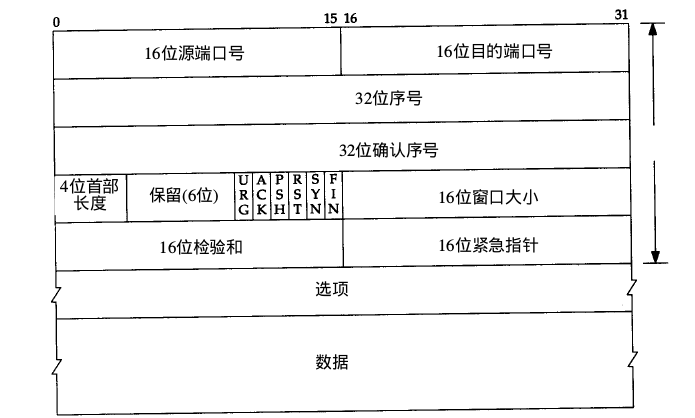 0 15 16 31
16位源端口号 16位目的端口号
32位序号
32位确认序号
4位首部
长度
保留(6位)
URG
ACK
PSH
RST
SYN
FIN
16位窗口大小
16位检验和 16位紧急指针
选项
数据